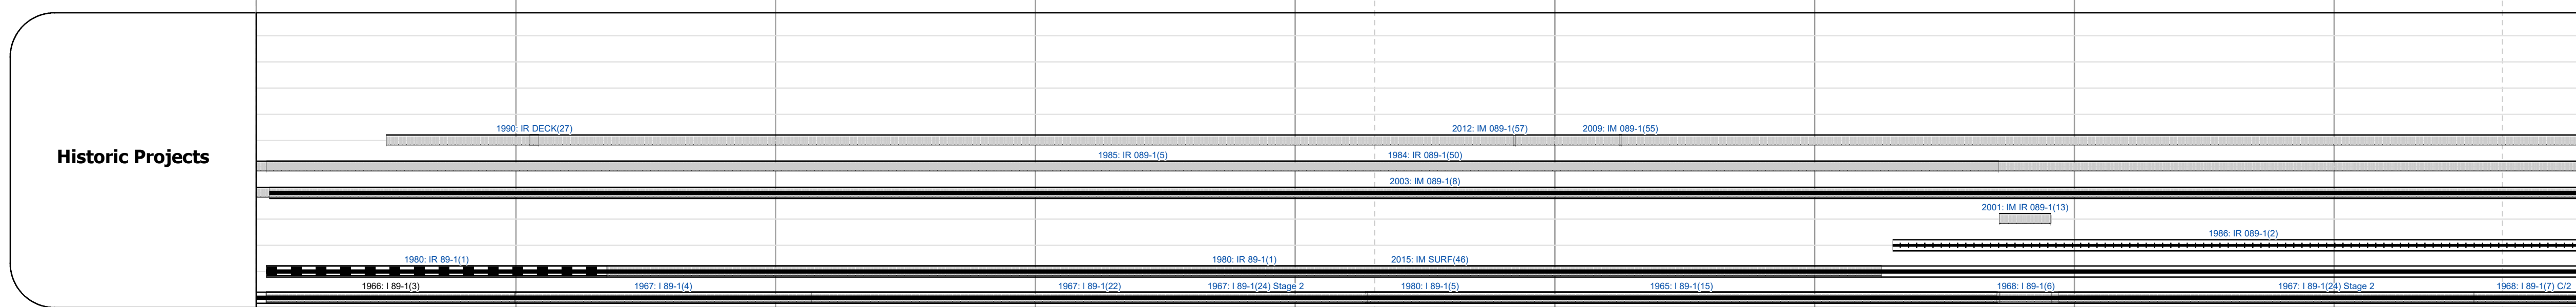 Historic Projects
1990: IR DECK(27) 2012: IM 089-1(57) 2009: IM 089-1(55)
1985: IR 089-1(5) 1984: IR 089-1(50)
2003: IM 089-1(8)
2001: IM IR 089-1(13)
1986: IR 089-1(2)
1980: IR 89-1(1) 1980: IR 89-1(1) 2015: IM SURF(46)
1966: I 89-1(3) 1967: I 89-1(4) 1967: I 89-1(22) 1967: I 89-1(24) Stage 2 1980: I 89-1(5) 1965: I 89-1(15) 1968: I 89-1(6) 1967: I 89-1(24) Stage 2 1968: I 89-1(7) C/2